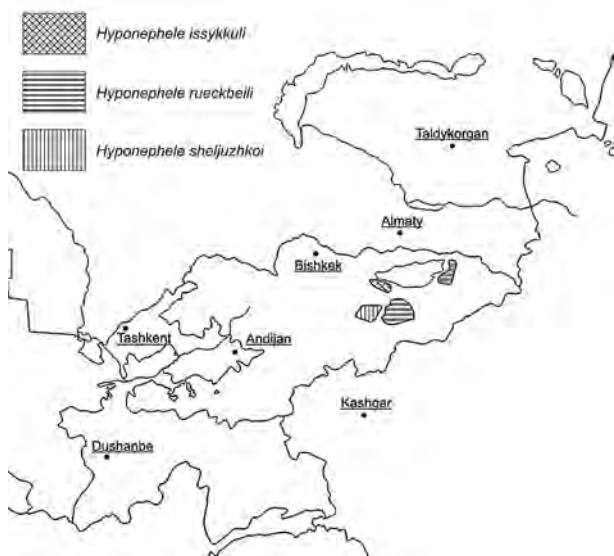 Hyponephele issykkuli
Hyponephele rueckbeili
Hyponephele sheljuzhkoi
Taldykorgan
Almaty
Bishkek
Tashkent
Andijan
Kashgar
Dushanbe